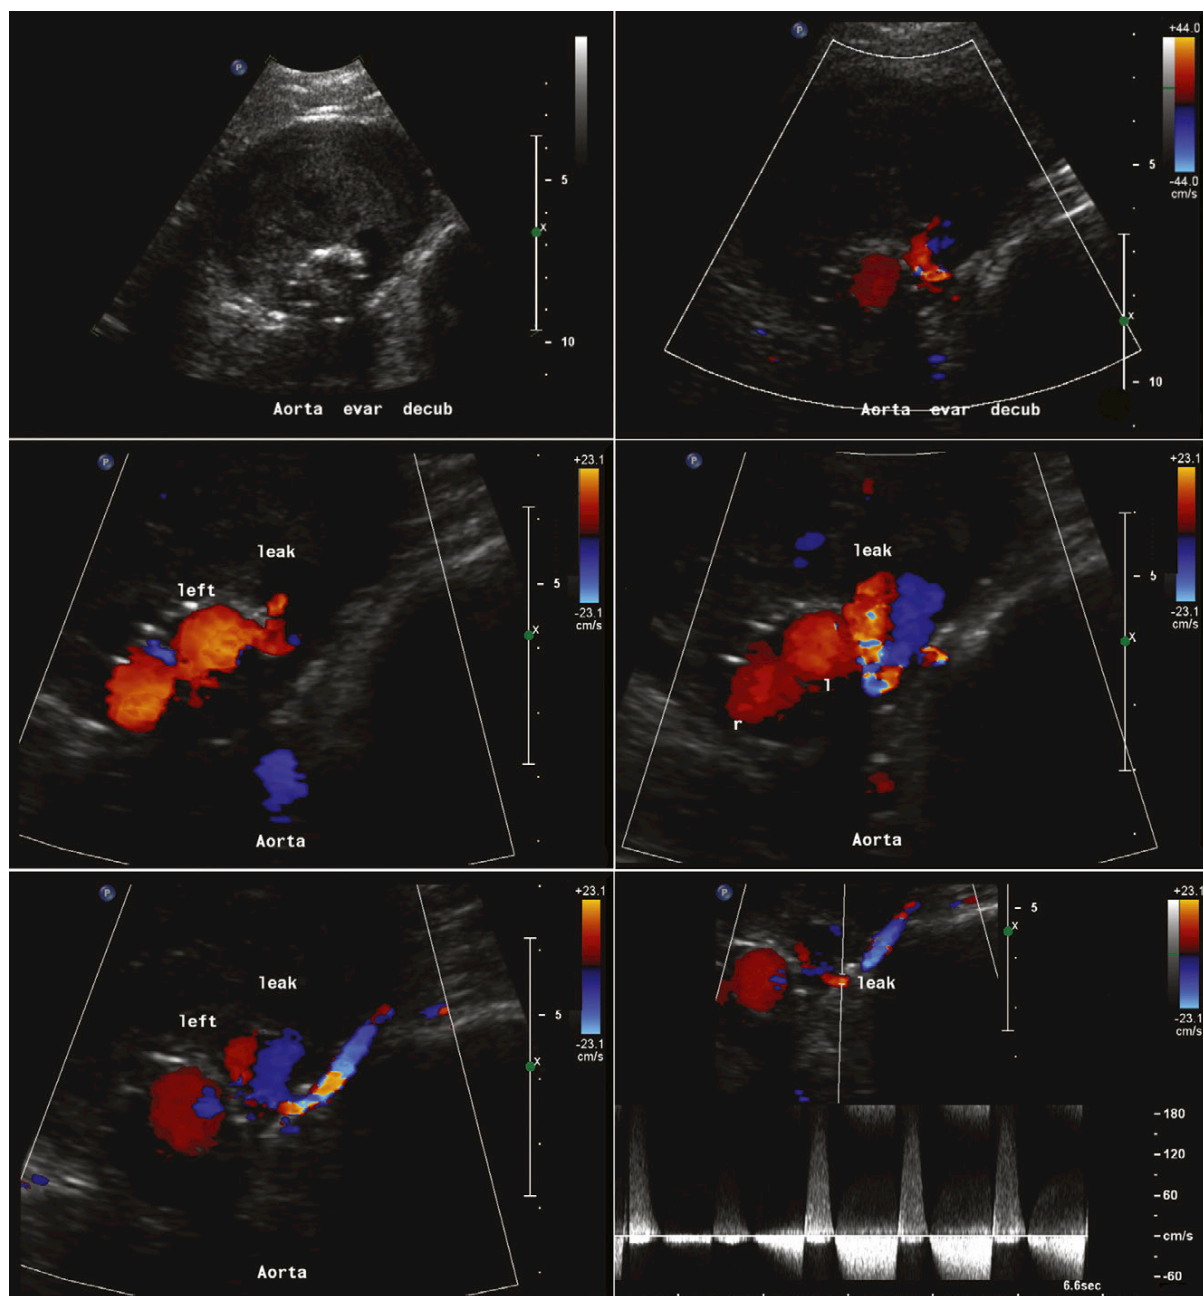 P
5
x
10
Aorta evar decub
P
+44.0
-44.0
cm/s
5
x
10
Aorta evar decub
P
+23.1
-23.1
cm/s
leak
left
5
x
Aorta
P
+23.1
-23.1
cm/s
leak
5
x
l
r
Aorta
P
+23.1
-23.1
cm/s
leak
left
5
x
Aorta
P
+23.1
-23.1
cm/s
5
x
leak
180
120
60
cm/s
-60
6.6sec